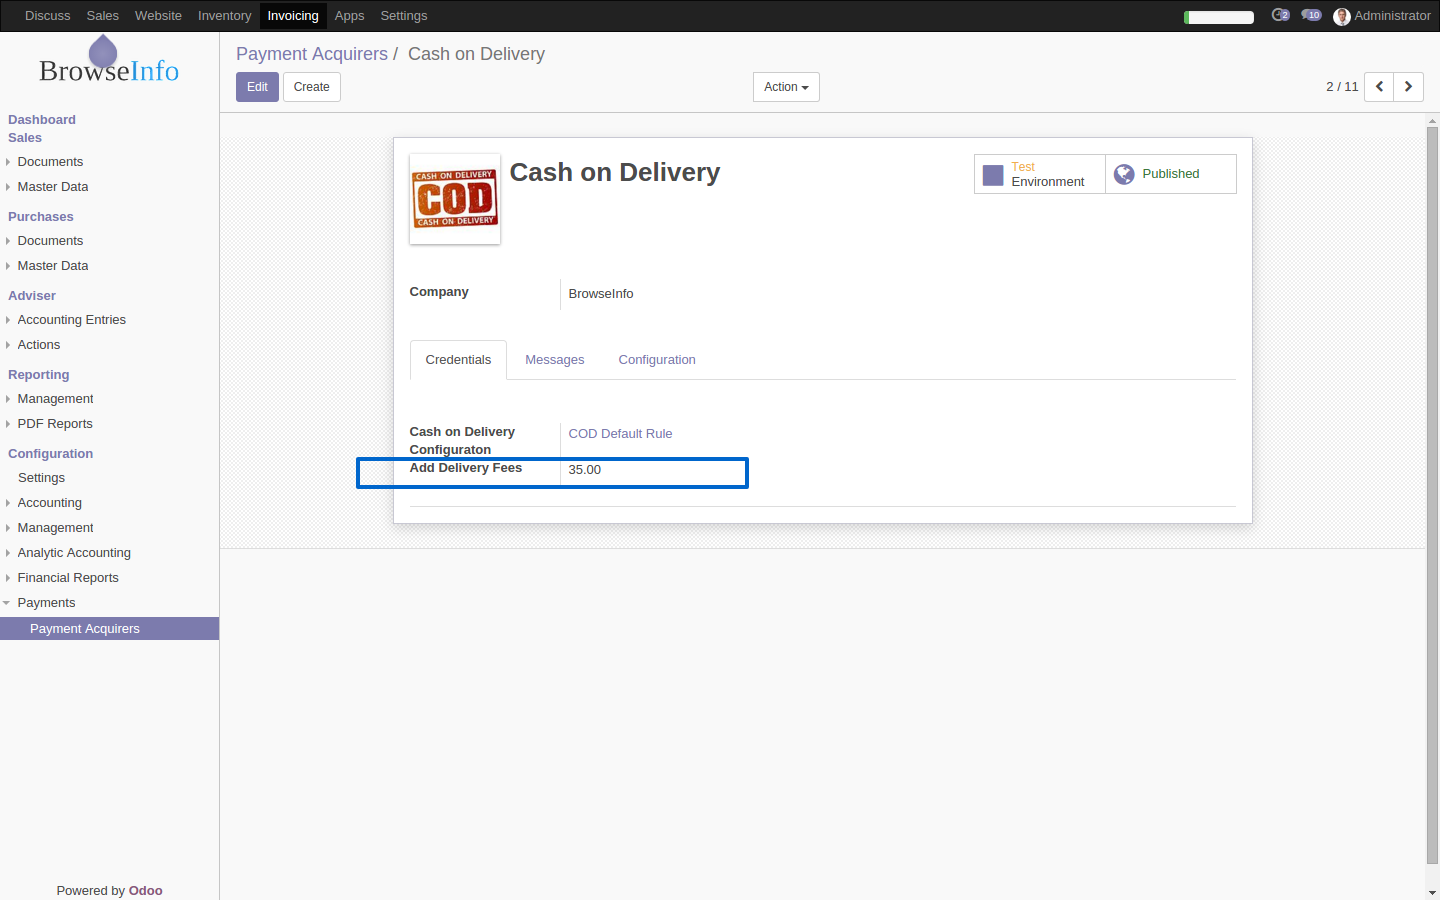 Discuss Sales Website Inventory Invoicing Apps Settings 2 10 Administrator
BrowseInfo
Payment Acquirers / Cash on Delivery
Edit Create Action 2 / 11
Dashboard
Sales
Documents
Master Data
Purchases
Documents
Master Data
Adviser
Accounting Entries
Actions
Reporting
Management
PDF Reports
Configuration
Settings
Accounting
Management
Analytic Accounting
Financial Reports
Payments
Payment Acquirers
Powered by Odoo
CASH ON DELIVERY
COD
CASH ON DELIVERY
Cash on Delivery
Test
Environment
Published
Company BrowseInfo
Credentials Messages Configuration
Cash on Delivery
Configuraton
COD Default Rule
Add Delivery Fees 35.00